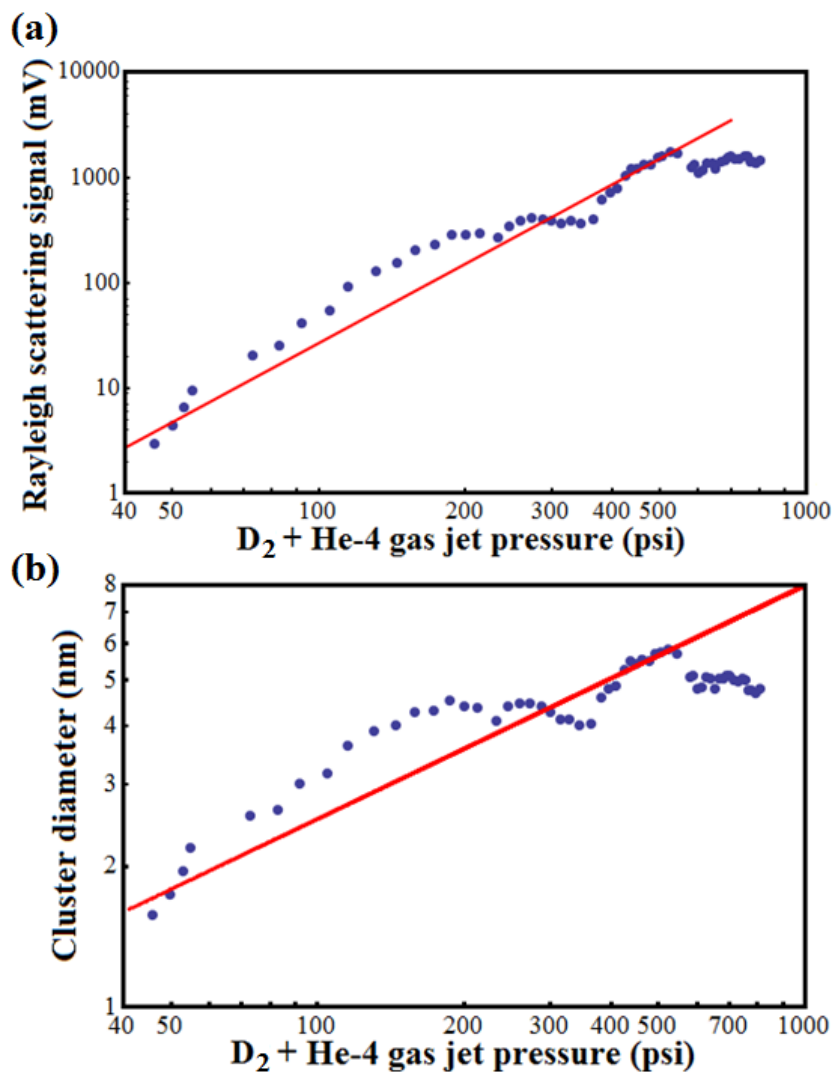 (a)
Rayleigh scattering signal (mV)
10000
1000
100
10
1
40 50 100 200 300 400 500 1000
D₂ + He-4 gas jet pressure (psi)
(b)
Cluster diameter (nm)
8
7
6
5
4
3
2
1
40 50 100 200 300 400 500 700 1000
D₂ + He-4 gas jet pressure (psi)